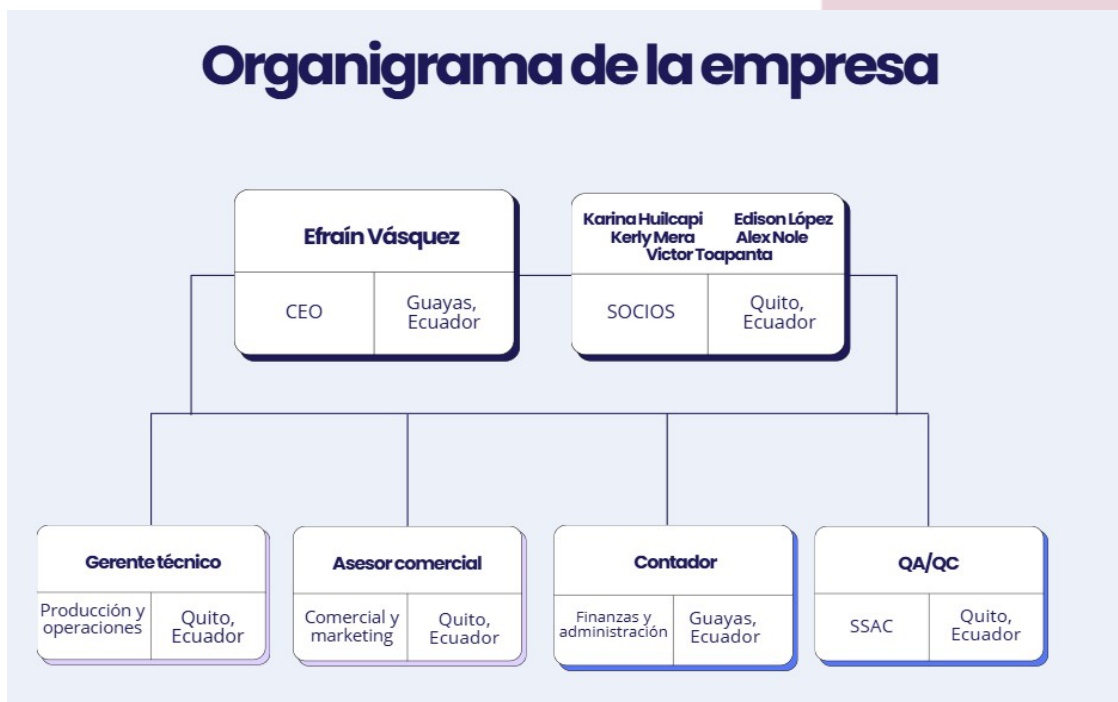 Organigrama de la empresa
Efraín Vásquez
CEO
Guayas,
Ecuador
Karina Huilcapi Edison López
Kerly Mera Alex Nole
Victor Toapanta
SOCIOS
Quito,
Ecuador
Gerente técnico
Producción y
operaciones
Quito,
Ecuador
Asesor comercial
Comercial y
marketing
Quito,
Ecuador
Contador
Finanzas y
administración
Guayas,
Ecuador
QA/QC
SSAC
Quito,
Ecuador